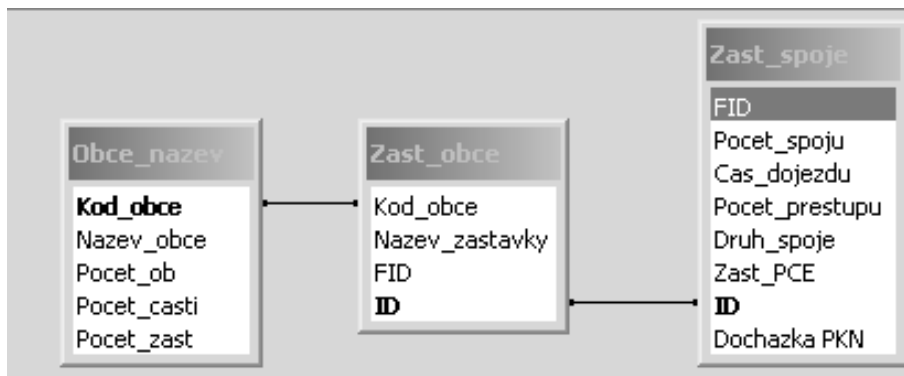 Obce_nazev
Kod_obce
Nazev_obce
Pocet_ob
Pocet_casti
Pocet_zast
Zast_obce
Kod_obce
Nazev_zastavky
FID
ID
Zast_spoje
FID
Pocet_spoju
Cas_dojezdu
Pocet_prestupu
Druh_spoje
Zast_PCE
ID
Dochazka PKN